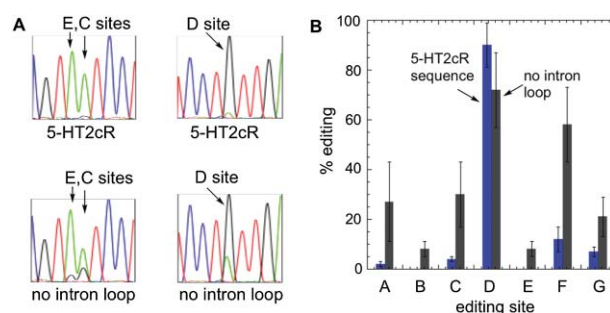 A
E,C sites
D site
5-HT2cR
5-HT2cR
E,C sites
D site
no intron loop
no intron loop
B
100
80
60
40
20
0
% editing
5-HT2cR
sequence
no intron
loop
A B C D E F G
editing site